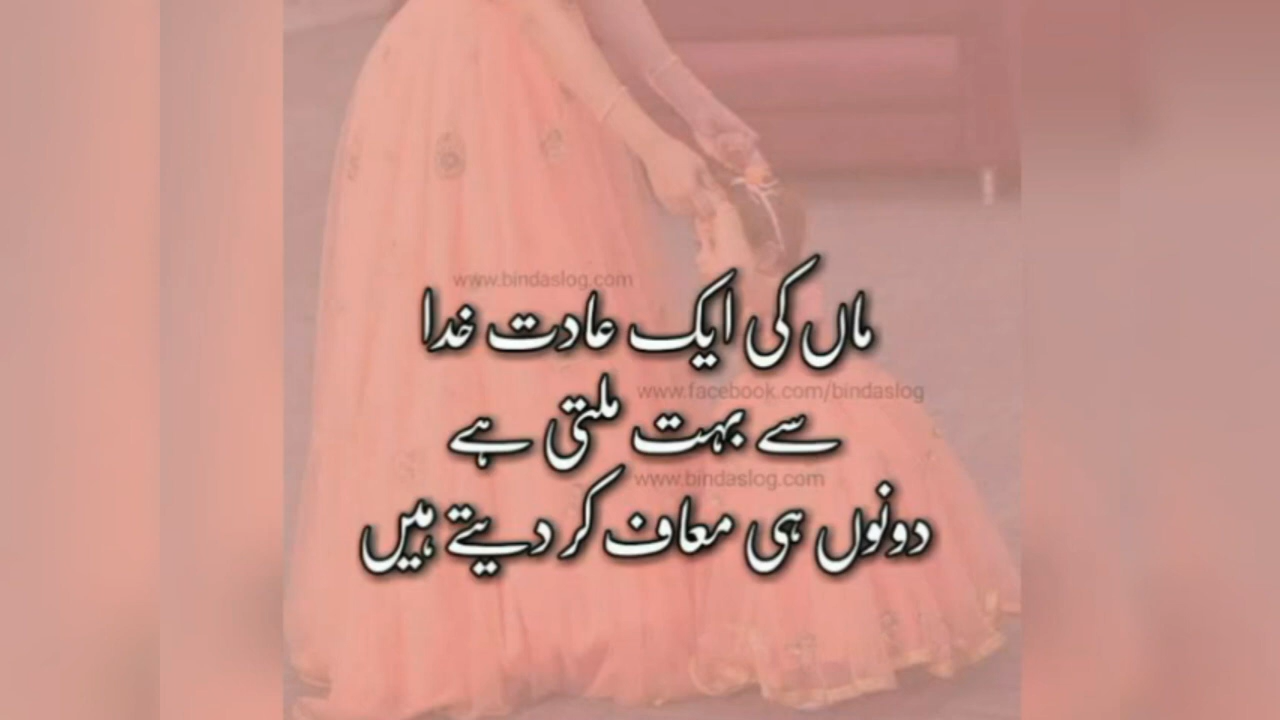 www.bindaslog.com
ماں کی ایک عادت خدا
www.facebook.com/bindaslog
سے بہت ملتی ہے
www.bindaslog.com
دونوں ہی معاف کر دیتے ہیں